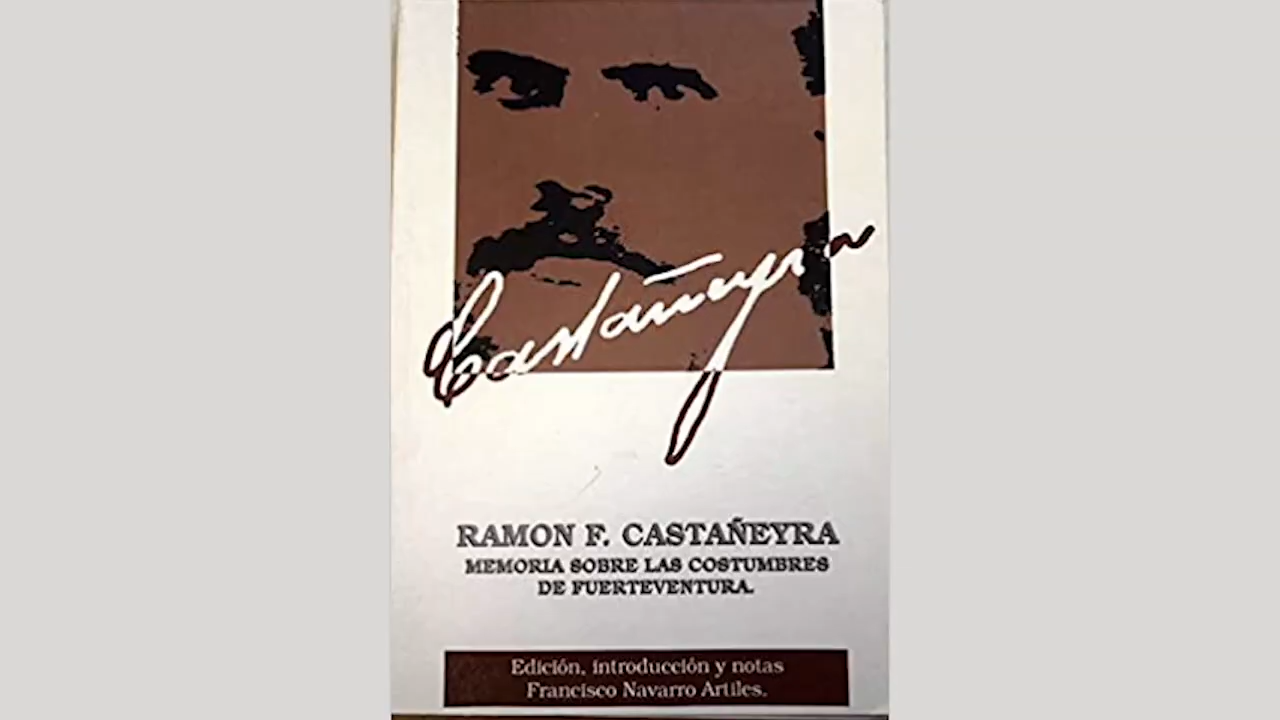 Castañeyra
RAMON F. CASTAÑEYRA
MEMORIA SOBRE LAS COSTUMBRES
DE FUERTEVENTURA.
Edición, introducción y notas
Francisco Navarro Artiles.